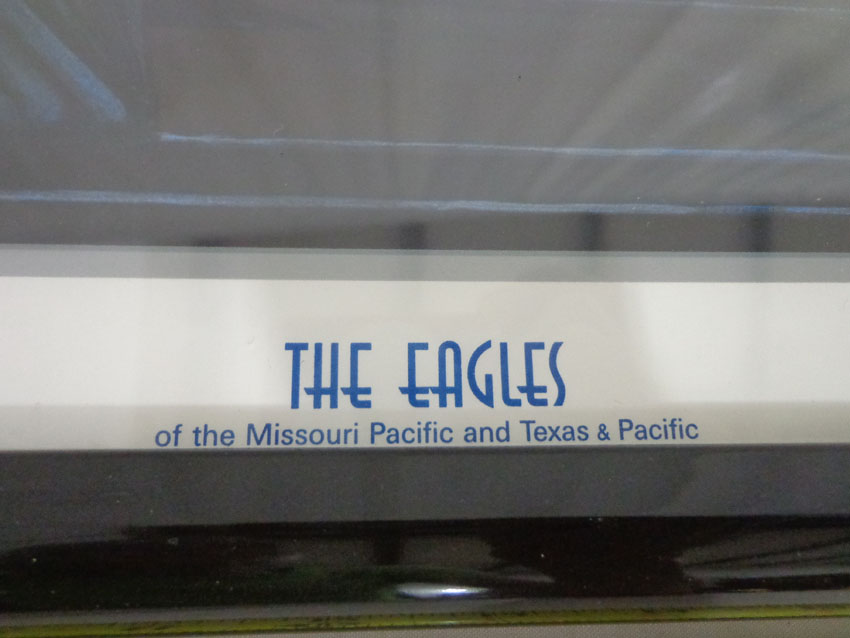 THE EAGLES
of the Missouri Pacific and Texas & Pacific